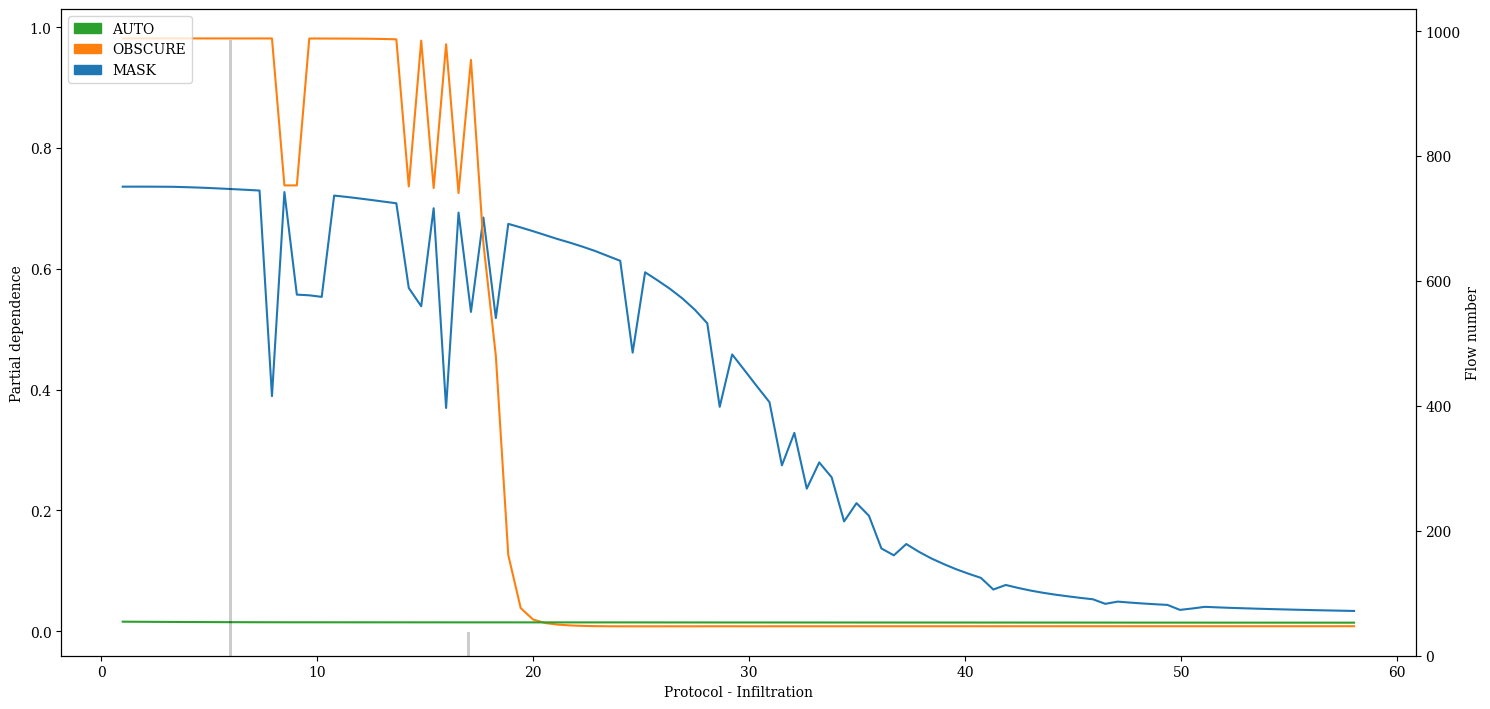 AUTO
OBSCURE
MASK
1.0
0.8
0.6
0.4
0.2
0.0
Partial dependence
1000
800
600
400
200
0
Flow number
0 10 20 30 40 50 60
Protocol - Infiltration